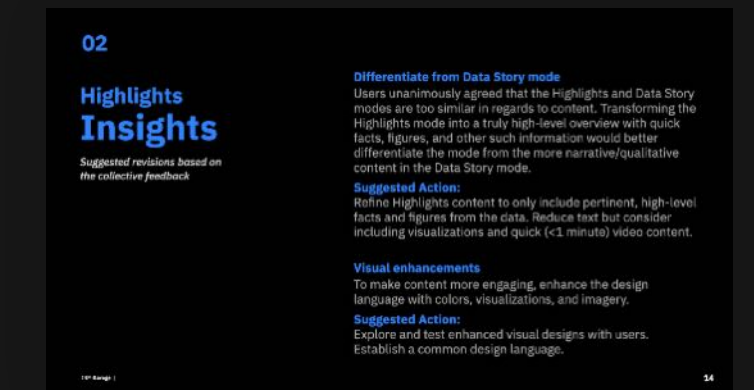 02
Highlights
Insights
Suggested revisions based on
the collective feedback
Differentiate from Data Story mode
Users unanimously agreed that the Highlights and Data Story
modes are too similar in regards to content. Transforming the
Highlights mode into a truly high-level overview with quick
facts, figures, and other such information would better
differentiate the mode from the more narrative/qualitative
content in the Data Story mode.
Suggested Action:
Refine Highlights content to only include pertinent, high-level
facts and figures from the data. Reduce text but consider
including visualizations and quick (<1 minute) video content.
Visual enhancements
To make content more engaging, enhance the design
language with colors, visualizations, and imagery.
Suggested Action:
Explore and test enhanced visual designs with users.
Establish a common design language.
Garage |
14